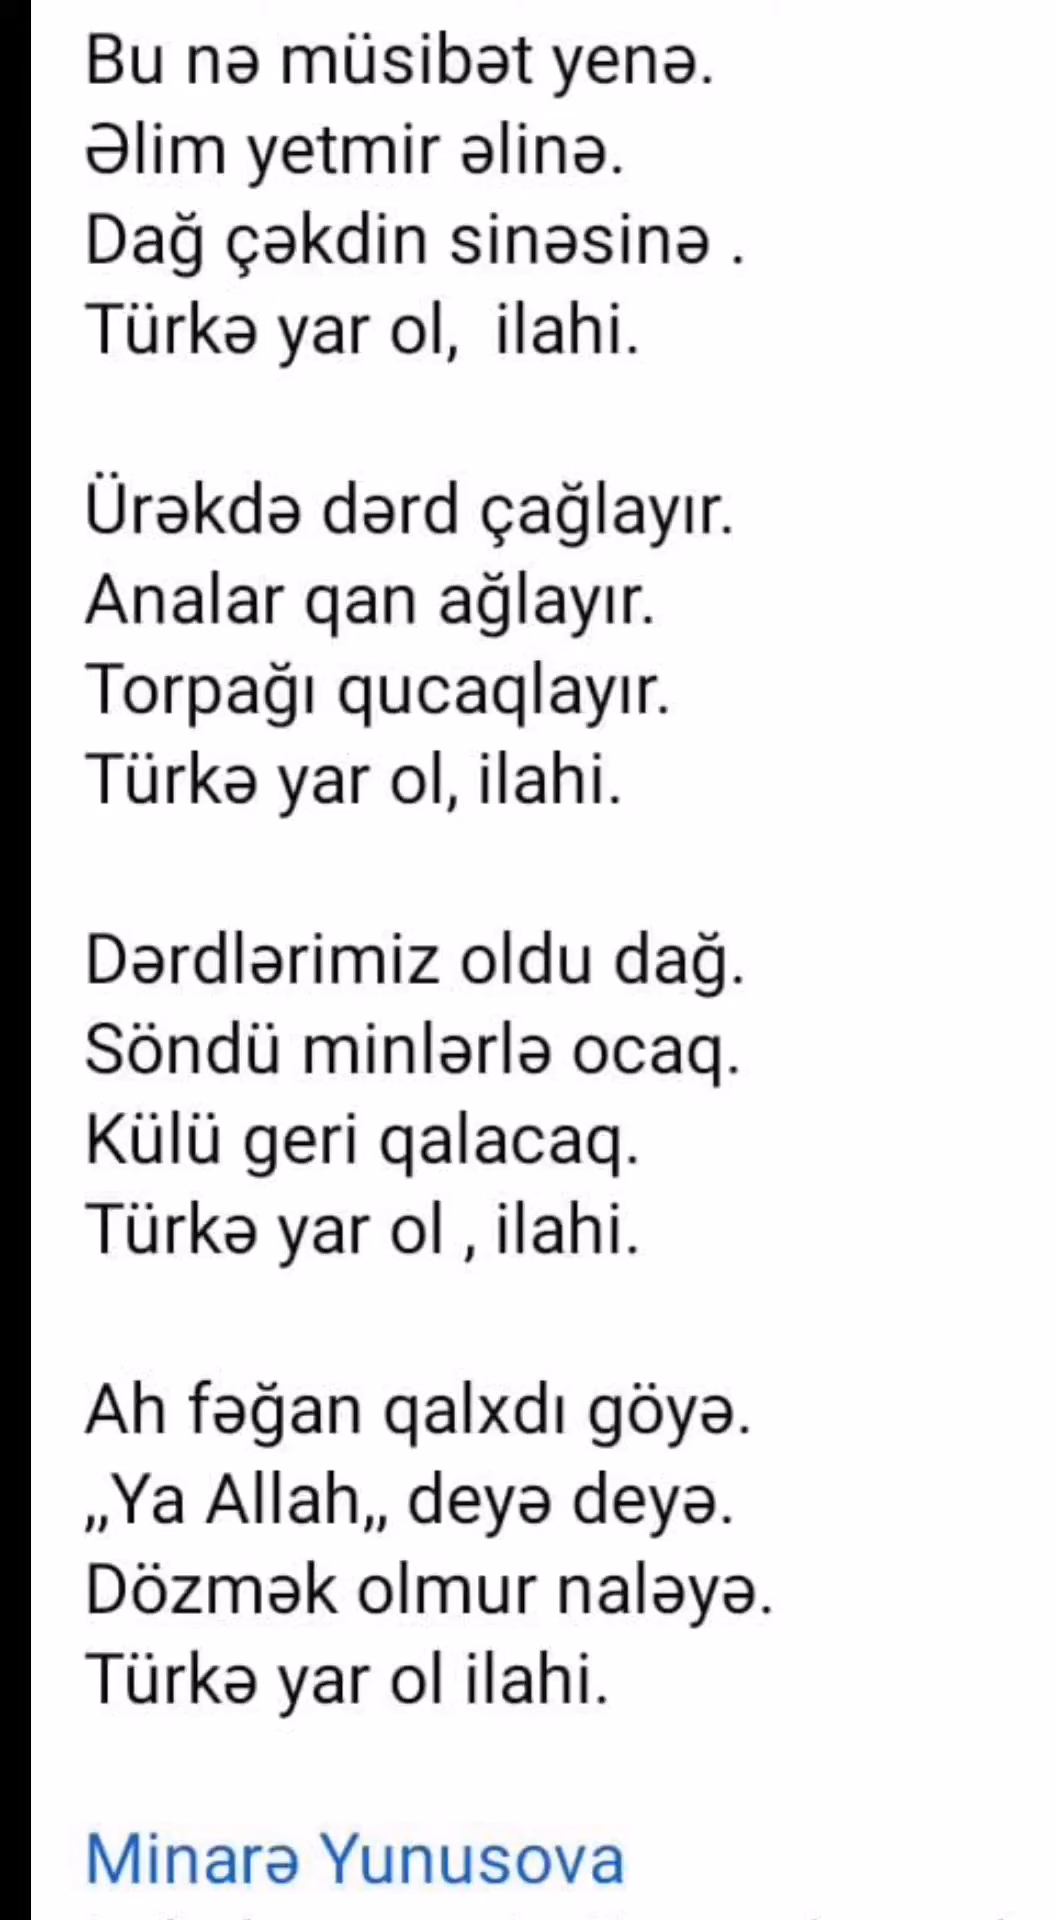 Bu nə müsibət yenə.
Əlim yetmir əlinə.
Dağ çəkdin sinəsinə .
Türkə yar ol,  ilahi.
Ürəkdə dərd çağlayır.
Analar qan ağlayır.
Torpağı qucaqlayır.
Türkə yar ol, ilahi.
Dərdlərimiz oldu dağ.
Söndü minlərlə ocaq.
Külü geri qalacaq.
Türkə yar ol , ilahi.
Ah fəğan qalxdı göyə.
„Ya Allah„ deyə deyə.
Dözmək olmur naləyə.
Türkə yar ol ilahi.
Minarə Yunusova